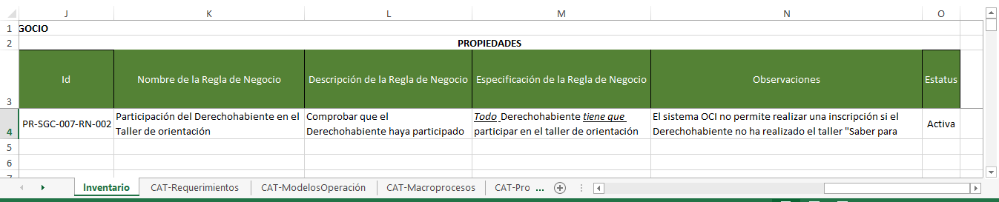 J K L M N O
1 GOCIO
2 PROPIEDADES
3 Id Nombre de la Regla de Negocio Descripción de la Regla de Negocio Especificación de la Regla de Negocio Observaciones Estatus
4 PR-SGC-007-RN-002 Participación del Derechohabiente en el Comprobar que el Todo Derechohabiente tiene que El sistema OCI no permite realizar una inscripción si el Activa
Taller de orientación Derechohabiente haya participado participar en el taller de orientación Derechohabiente no ha realizado el taller "Saber para
5
6
Inventario CAT-Requerimientos CAT-ModelosOperación CAT-Macroprocesos CAT-Pro ...